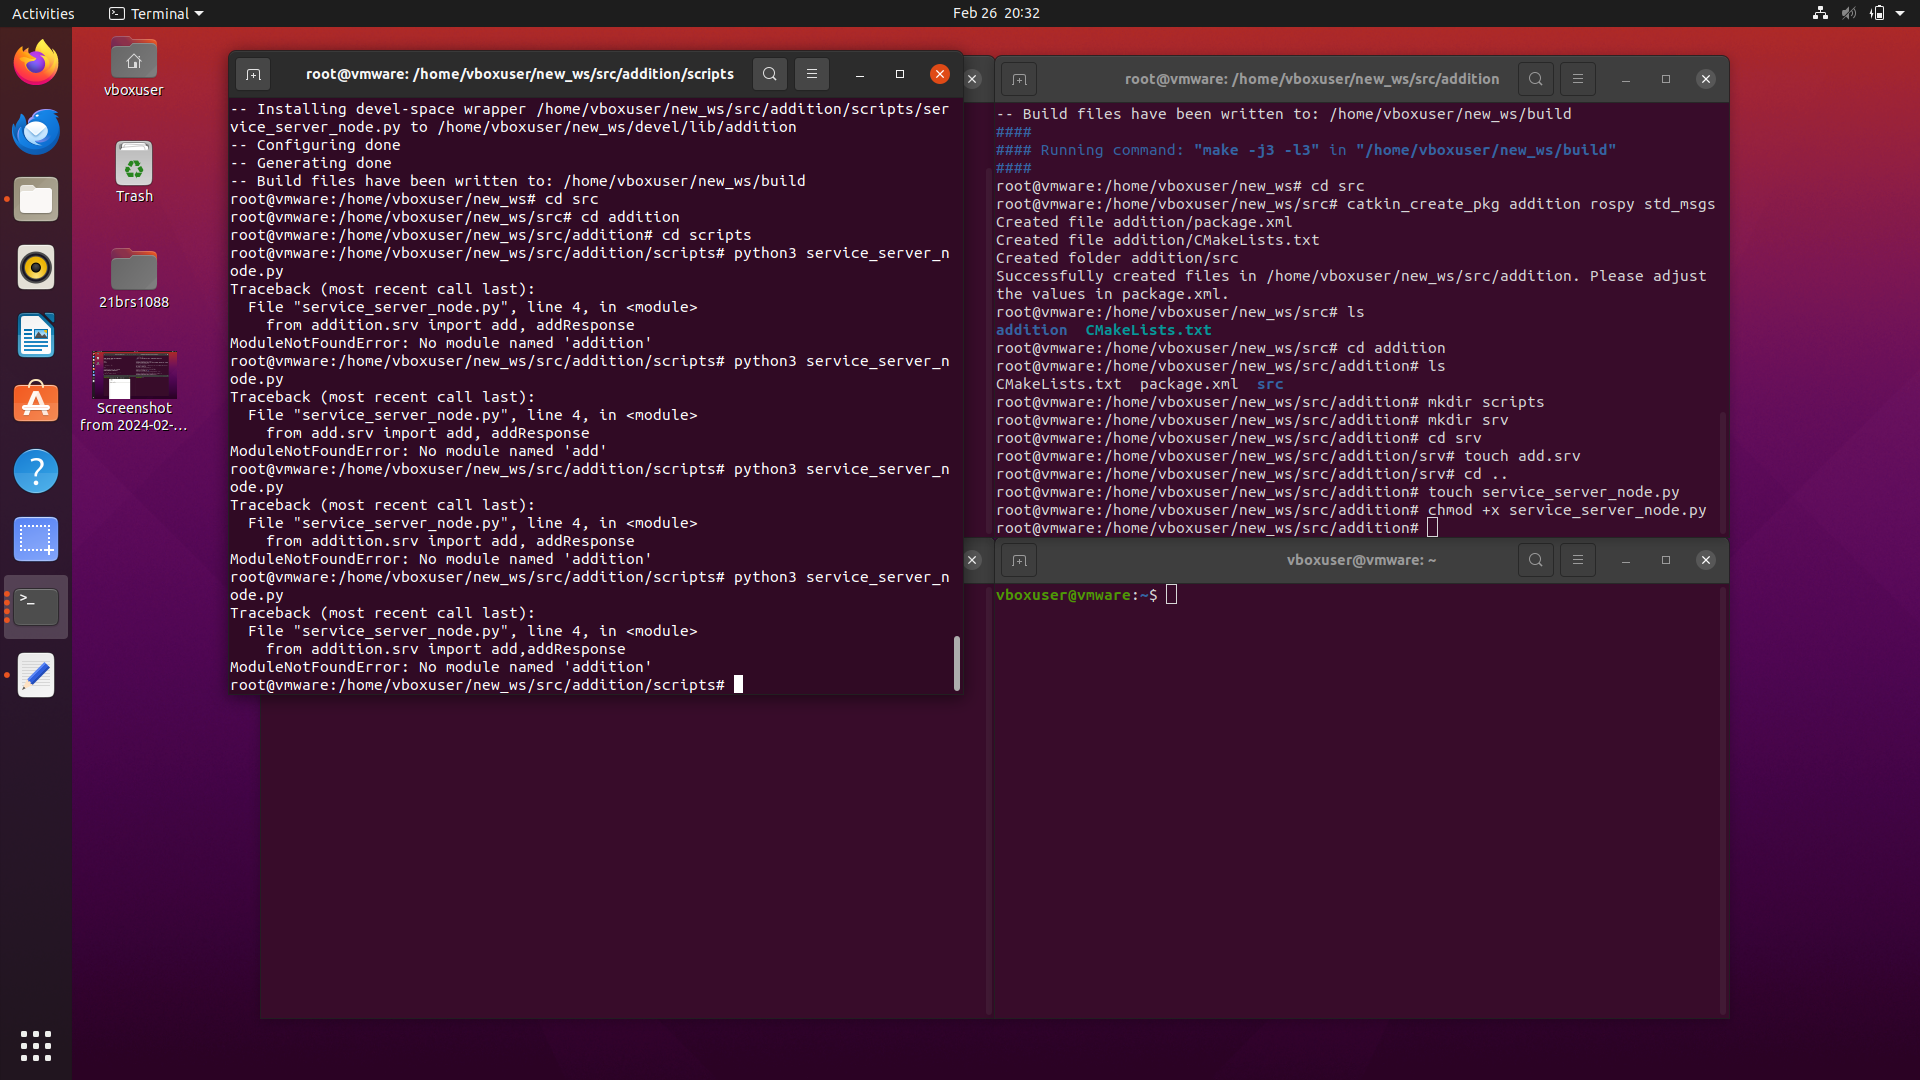 Activities
Terminal
Feb 26 20:32
vboxuser
Trash
21brs1088
Screenshot
from 2024-02-...
root@vmware: /home/vboxuser/new_ws/src/addition/scripts
-- Installing devel-space wrapper /home/vboxuser/new_ws/src/addition/scripts/ser
vice_server_node.py to /home/vboxuser/new_ws/devel/lib/addition
-- Configuring done
-- Generating done
-- Build files have been written to: /home/vboxuser/new_ws/build
root@vmware:/home/vboxuser/new_ws# cd src
root@vmware:/home/vboxuser/new_ws/src# cd addition
root@vmware:/home/vboxuser/new_ws/src/addition# cd scripts
root@vmware:/home/vboxuser/new_ws/src/addition/scripts# python3 service_server_n
ode.py
Traceback (most recent call last):
  File "service_server_node.py", line 4, in <module>
    from addition.srv import add, addResponse
ModuleNotFoundError: No module named 'addition'
root@vmware:/home/vboxuser/new_ws/src/addition/scripts# python3 service_server_n
ode.py
Traceback (most recent call last):
  File "service_server_node.py", line 4, in <module>
    from add.srv import add, addResponse
ModuleNotFoundError: No module named 'add'
root@vmware:/home/vboxuser/new_ws/src/addition/scripts# python3 service_server_n
ode.py
Traceback (most recent call last):
  File "service_server_node.py", line 4, in <module>
    from addition.srv import add, addResponse
ModuleNotFoundError: No module named 'addition'
root@vmware:/home/vboxuser/new_ws/src/addition/scripts# python3 service_server_n
ode.py
Traceback (most recent call last):
  File "service_server_node.py", line 4, in <module>
    from addition.srv import add,addResponse
ModuleNotFoundError: No module named 'addition'
root@vmware:/home/vboxuser/new_ws/src/addition/scripts#
root@vmware: /home/vboxuser/new_ws/src/addition
-- Build files have been written to: /home/vboxuser/new_ws/build
####
#### Running command: "make -j3 -l3" in "/home/vboxuser/new_ws/build"
####
root@vmware:/home/vboxuser/new_ws# cd src
root@vmware:/home/vboxuser/new_ws/src# catkin_create_pkg addition rospy std_msgs
Created file addition/package.xml
Created file addition/CMakeLists.txt
Created folder addition/src
Successfully created files in /home/vboxuser/new_ws/src/addition. Please adjust
the values in package.xml.
root@vmware:/home/vboxuser/new_ws/src# ls
addition  CMakeLists.txt
root@vmware:/home/vboxuser/new_ws/src# cd addition
root@vmware:/home/vboxuser/new_ws/src/addition# ls
CMakeLists.txt  package.xml  src
root@vmware:/home/vboxuser/new_ws/src/addition# mkdir scripts
root@vmware:/home/vboxuser/new_ws/src/addition# mkdir srv
root@vmware:/home/vboxuser/new_ws/src/addition# cd srv
root@vmware:/home/vboxuser/new_ws/src/addition/srv# touch add.srv
root@vmware:/home/vboxuser/new_ws/src/addition/srv# cd ..
root@vmware:/home/vboxuser/new_ws/src/addition# touch service_server_node.py
root@vmware:/home/vboxuser/new_ws/src/addition# chmod +x service_server_node.py
root@vmware:/home/vboxuser/new_ws/src/addition#
vboxuser@vmware: ~
vboxuser@vmware:~$